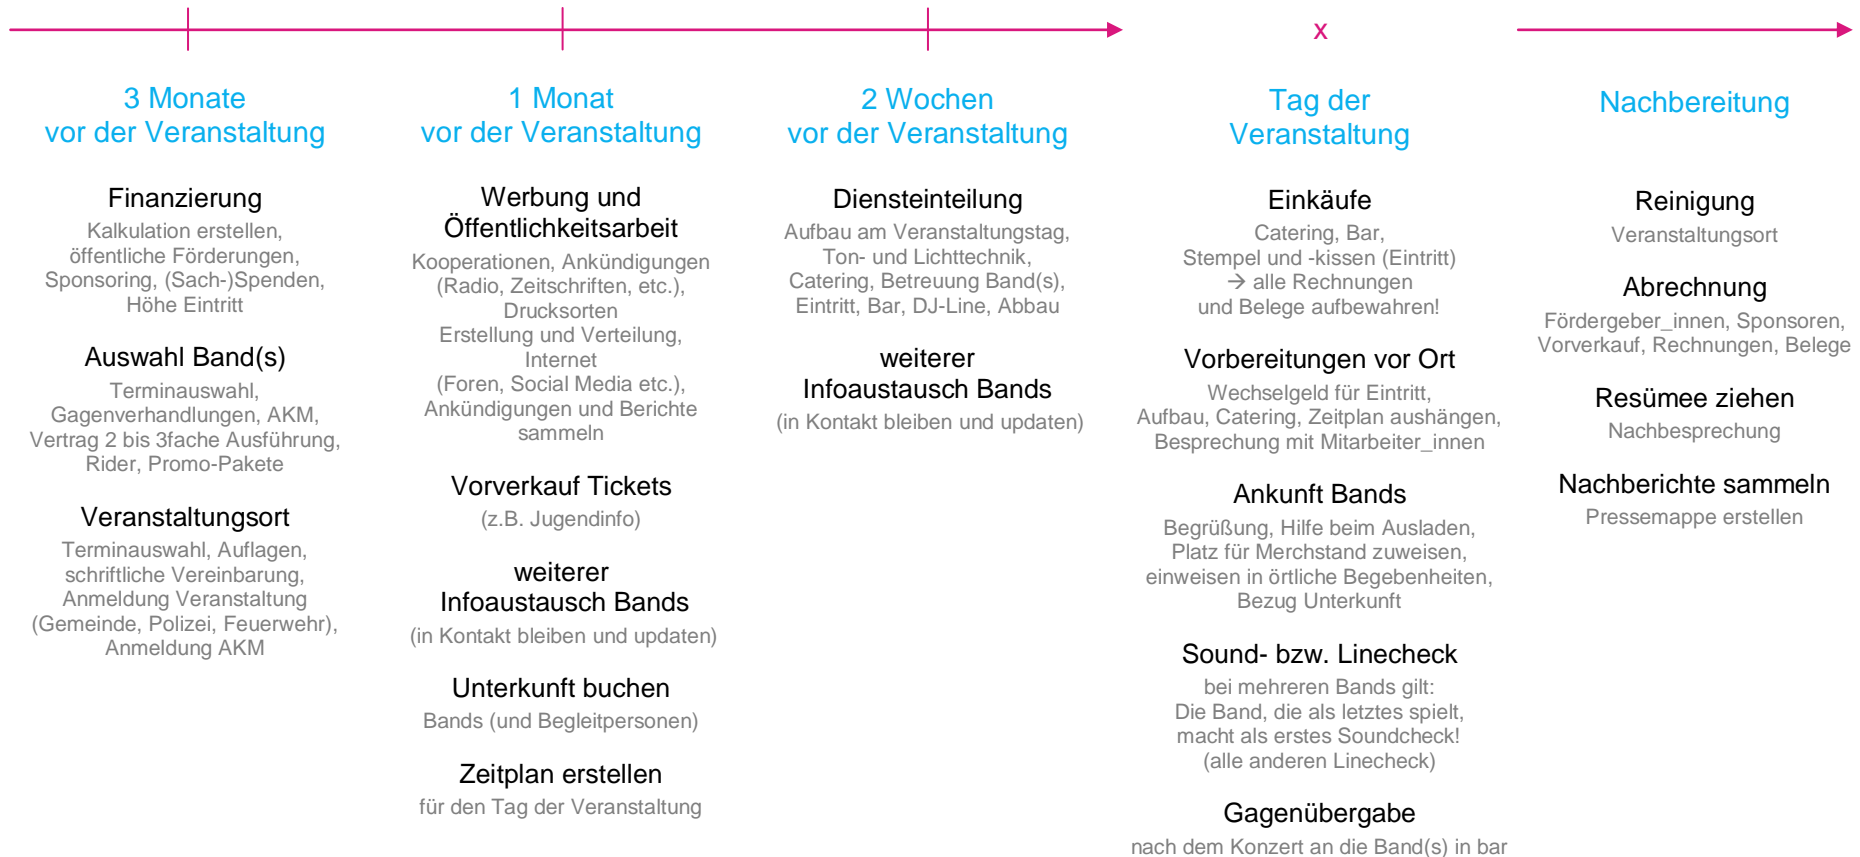 x
3 Monate
vor der Veranstaltung
Finanzierung
Kalkulation erstellen,
öffentliche Förderungen,
Sponsoring, (Sach-)Spenden,
Höhe Eintritt
Auswahl Band(s)
Terminauswahl,
Gagenverhandlungen, AKM,
Vertrag 2 bis 3fache Ausführung,
Rider, Promo-Pakete
Veranstaltungsort
Terminauswahl, Auflagen,
schriftliche Vereinbarung,
Anmeldung Veranstaltung
(Gemeinde, Polizei, Feuerwehr),
Anmeldung AKM
1 Monat
vor der Veranstaltung
Werbung und
Öffentlichkeitsarbeit
Kooperationen, Ankündigungen
(Radio, Zeitschriften, etc.),
Drucksorten
Erstellung und Verteilung,
Internet
(Foren, Social Media etc.),
Ankündigungen und Berichte
sammeln
Vorverkauf Tickets
(z.B. Jugendinfo)
weiterer
Infoaustausch Bands
(in Kontakt bleiben und updaten)
Unterkunft buchen
Bands (und Begleitpersonen)
Zeitplan erstellen
für den Tag der Veranstaltung
2 Wochen
vor der Veranstaltung
Diensteinteilung
Aufbau am Veranstaltungstag,
Ton- und Lichttechnik,
Catering, Betreuung Band(s),
Eintritt, Bar, DJ-Line, Abbau
weiterer
Infoaustausch Bands
(in Kontakt bleiben und updaten)
Tag der
Veranstaltung
Einkäufe
Catering, Bar,
Stempel und -kissen (Eintritt)
→ alle Rechnungen
und Belege aufbewahren!
Vorbereitungen vor Ort
Wechselgeld für Eintritt,
Aufbau, Catering, Zeitplan aushängen,
Besprechung mit Mitarbeiter_innen
Ankunft Bands
Begrüßung, Hilfe beim Ausladen,
Platz für Merchstand zuweisen,
einweisen in örtliche Begebenheiten,
Bezug Unterkunft
Sound- bzw. Linecheck
bei mehreren Bands gilt:
Die Band, die als letztes spielt,
macht als erstes Soundcheck!
(alle anderen Linecheck)
Gagenübergabe
nach dem Konzert an die Band(s) in bar
Nachbereitung
Reinigung
Veranstaltungsort
Abrechnung
Fördergeber_innen, Sponsoren,
Vorverkauf, Rechnungen, Belege
Resümee ziehen
Nachbesprechung
Nachberichte sammeln
Pressemappe erstellen